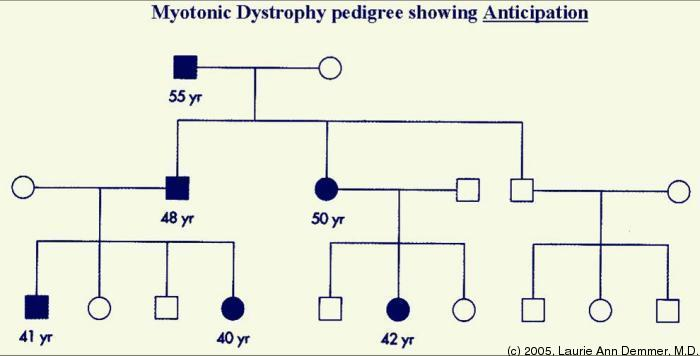 Myotonic Dystrophy pedigree showing Anticipation
55 yr
48 yr
50 yr
41 yr
40 yr
42 yr
(c) 2005, Laurie Ann Demmer, M.D.